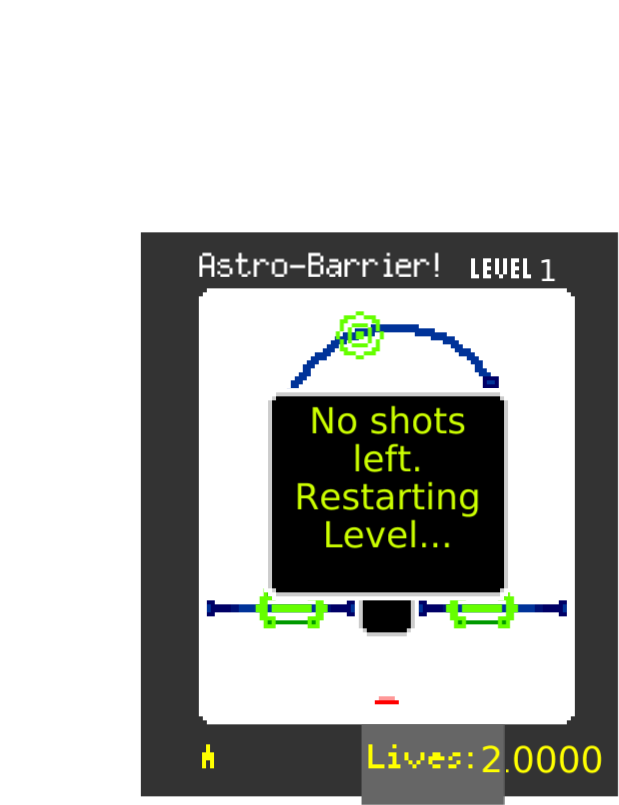 Astro-Barrier! LEVEL 1
No shots
left.
Restarting
Level...
Lives:2.0000